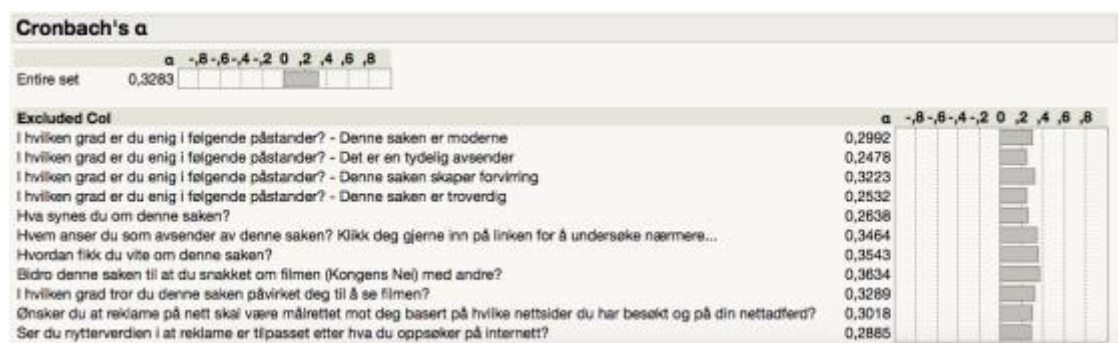 Cronbach's α
α -,8 -,6 -,4 -,2 0 ,2 ,4 ,6 ,8
Entire set 0,3283
Excluded Col α -,8 -,6 -,4 -,2 0 ,2 ,4 ,6 ,8
I hvilken grad er du enig i følgende påstander? - Denne saken er moderne 0,2992
I hvilken grad er du enig i følgende påstander? - Det er en tydelig avsender 0,2478
I hvilken grad er du enig i følgende påstander? - Denne saken skaper forvirring 0,3223
I hvilken grad er du enig i følgende påstander? - Denne saken er troverdig 0,2532
Hva synes du om denne saken? 0,2638
Hvem anser du som avsender av denne saken? Klikk deg gjerne inn på linken for å undersøke nærmere... 0,3464
Hvordan fikk du vite om denne saken? 0,3543
Bidro denne saken til at du snakket om filmen (Kongens Nei) med andre? 0,3634
I hvilken grad tror du denne saken påvirket deg til å se filmen? 0,3289
Ønsker du at reklame på nett skal være målrettet mot deg basert på hvilke nettsider du har besøkt og på din nettadferd? 0,3018
Ser du nytterverdien i at reklame er tilpasset etter hva du oppsøker på internett? 0,2885